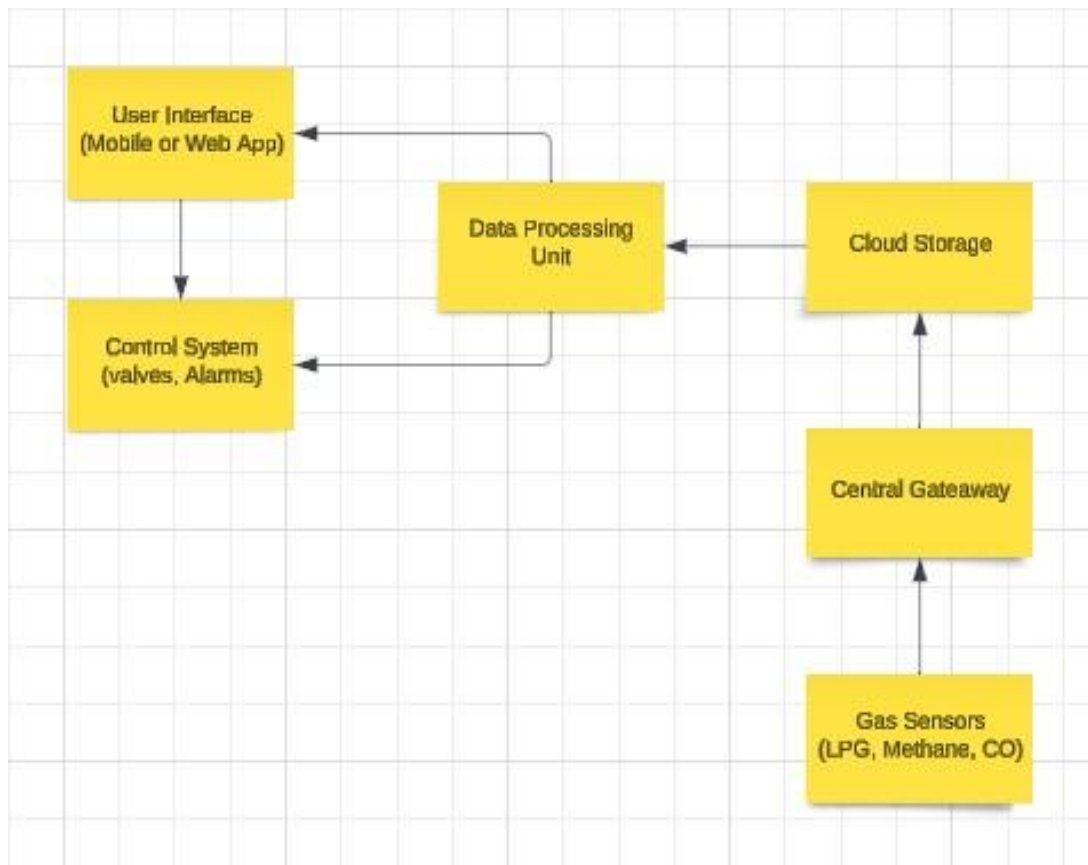 User Interface
(Mobile or Web App)
Data Processing
Unit
Cloud Storage
Control System
(valves, Alarms)
Central Gateaway
Gas Sensors
(LPG, Methane, CO)